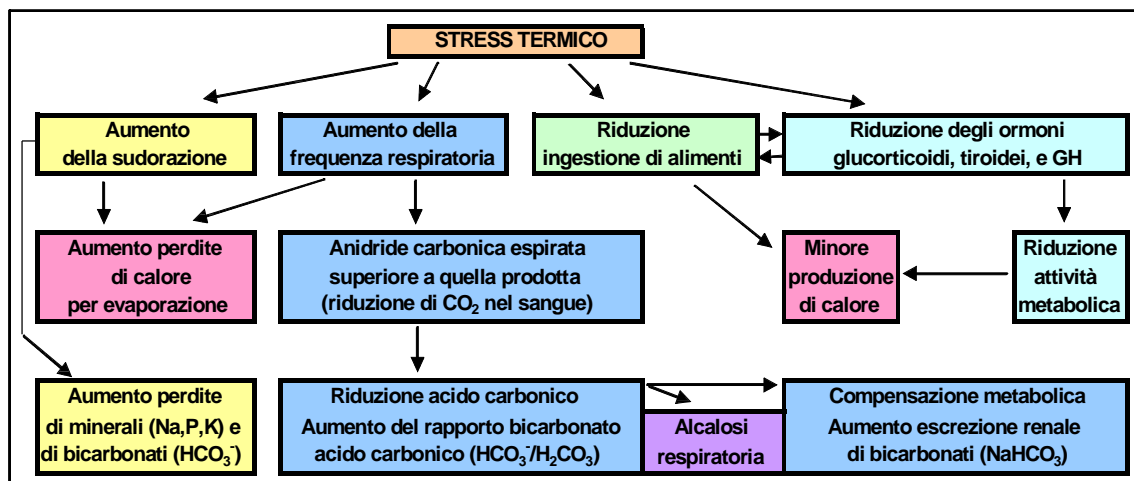 STRESS TERMICO
Aumento
della sudorazione
Aumento della
frequenza respiratoria
Riduzione
ingestione di alimenti
Riduzione degli ormoni
glucorticoidi, tiroidei, e GH
Aumento perdite
di calore
per evaporazione
Anidride carbonica espirata
superiore a quella prodotta
(riduzione di CO₂ nel sangue)
Minore
produzione
di calore
Riduzione
attività
metabolica
Aumento perdite
di minerali (Na,P,K) e
di bicarbonati (HCO₃⁻)
Riduzione acido carbonico
Aumento del rapporto bicarbonato
acido carbonico (HCO₃⁻/H₂CO₃)
Alcalosi
respiratoria
Compensazione metabolica
Aumento escrezione renale
di bicarbonati (NaHCO₃)